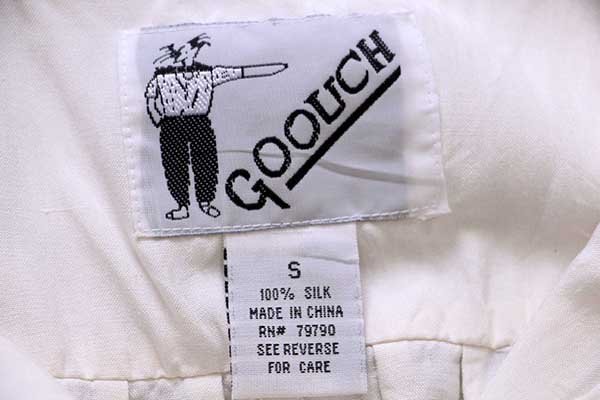 GOOUCH
S
100% SILK
MADE IN CHINA
RN# 79790
SEE REVERSE
FOR CARE